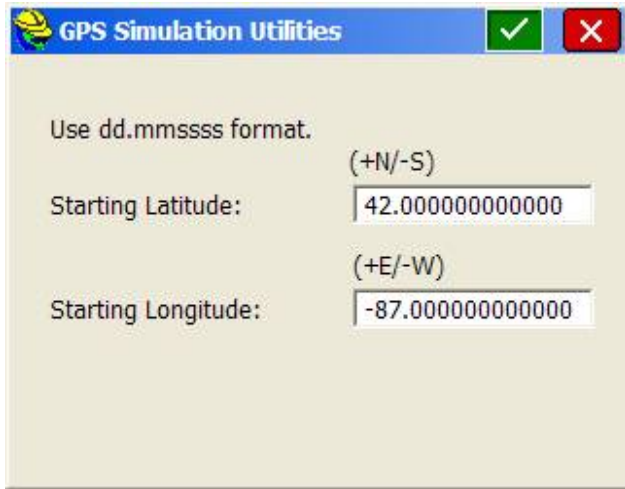 GPS Simulation Utilities
Use dd.mmssss format.
(+N/-S)
Starting Latitude: 42.000000000000
(+E/-W)
Starting Longitude: -87.000000000000